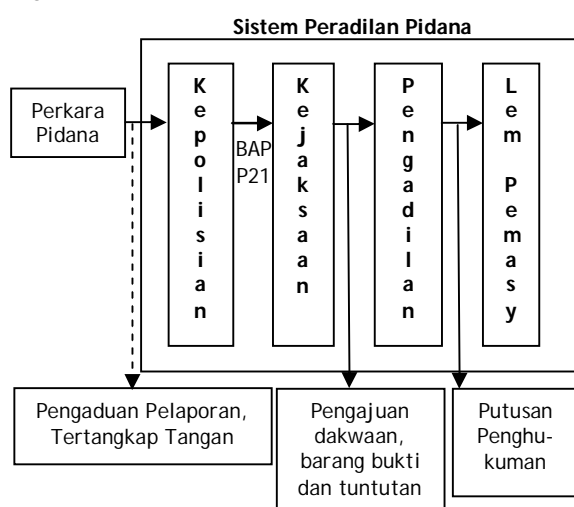 Sistem Peradilan Pidana
Perkara
Pidana
Kepolisian
BAP
P21
Kejaksaan
Pengadilan
Lem Pemasy
Pengaduan Pelaporan,
Tertangkap Tangan
Pengajuan
dakwaan,
barang bukti
dan tuntutan
Putusan
Penghu-
kuman